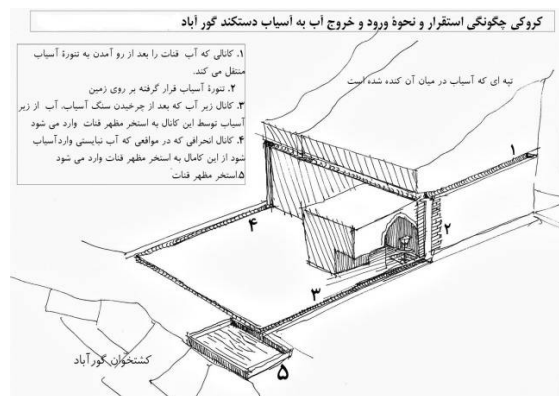 کروکی چگونگی استقرار و نحوهٔ ورود و خروج آب به آسیاب دستکند گور آباد
۱. کانالی که آب قنات را بعد از رو آمدن به تنورهٔ آسیاب
منتقل می کند.
۲. تنورهٔ آسیاب قرار گرفته بر روی زمین
۳. کانال زیر آب که بعد از چرخیدن سنگ آسیاب، آب از زیر
آسیاب توسط این کانال به استخر مظهر قنات وارد می شود
۴. کانال انحرافی که در مواقعی که آب نبایستی واردآسیاب
شود از این کامال به استخر مظهر قنات وارد می شود
۵.استخر مظهر قنات
تپه ای که آسیاب در میان آن کنده شده است
۱
۲
۴
۳
۵
کشتخوان گورآباد